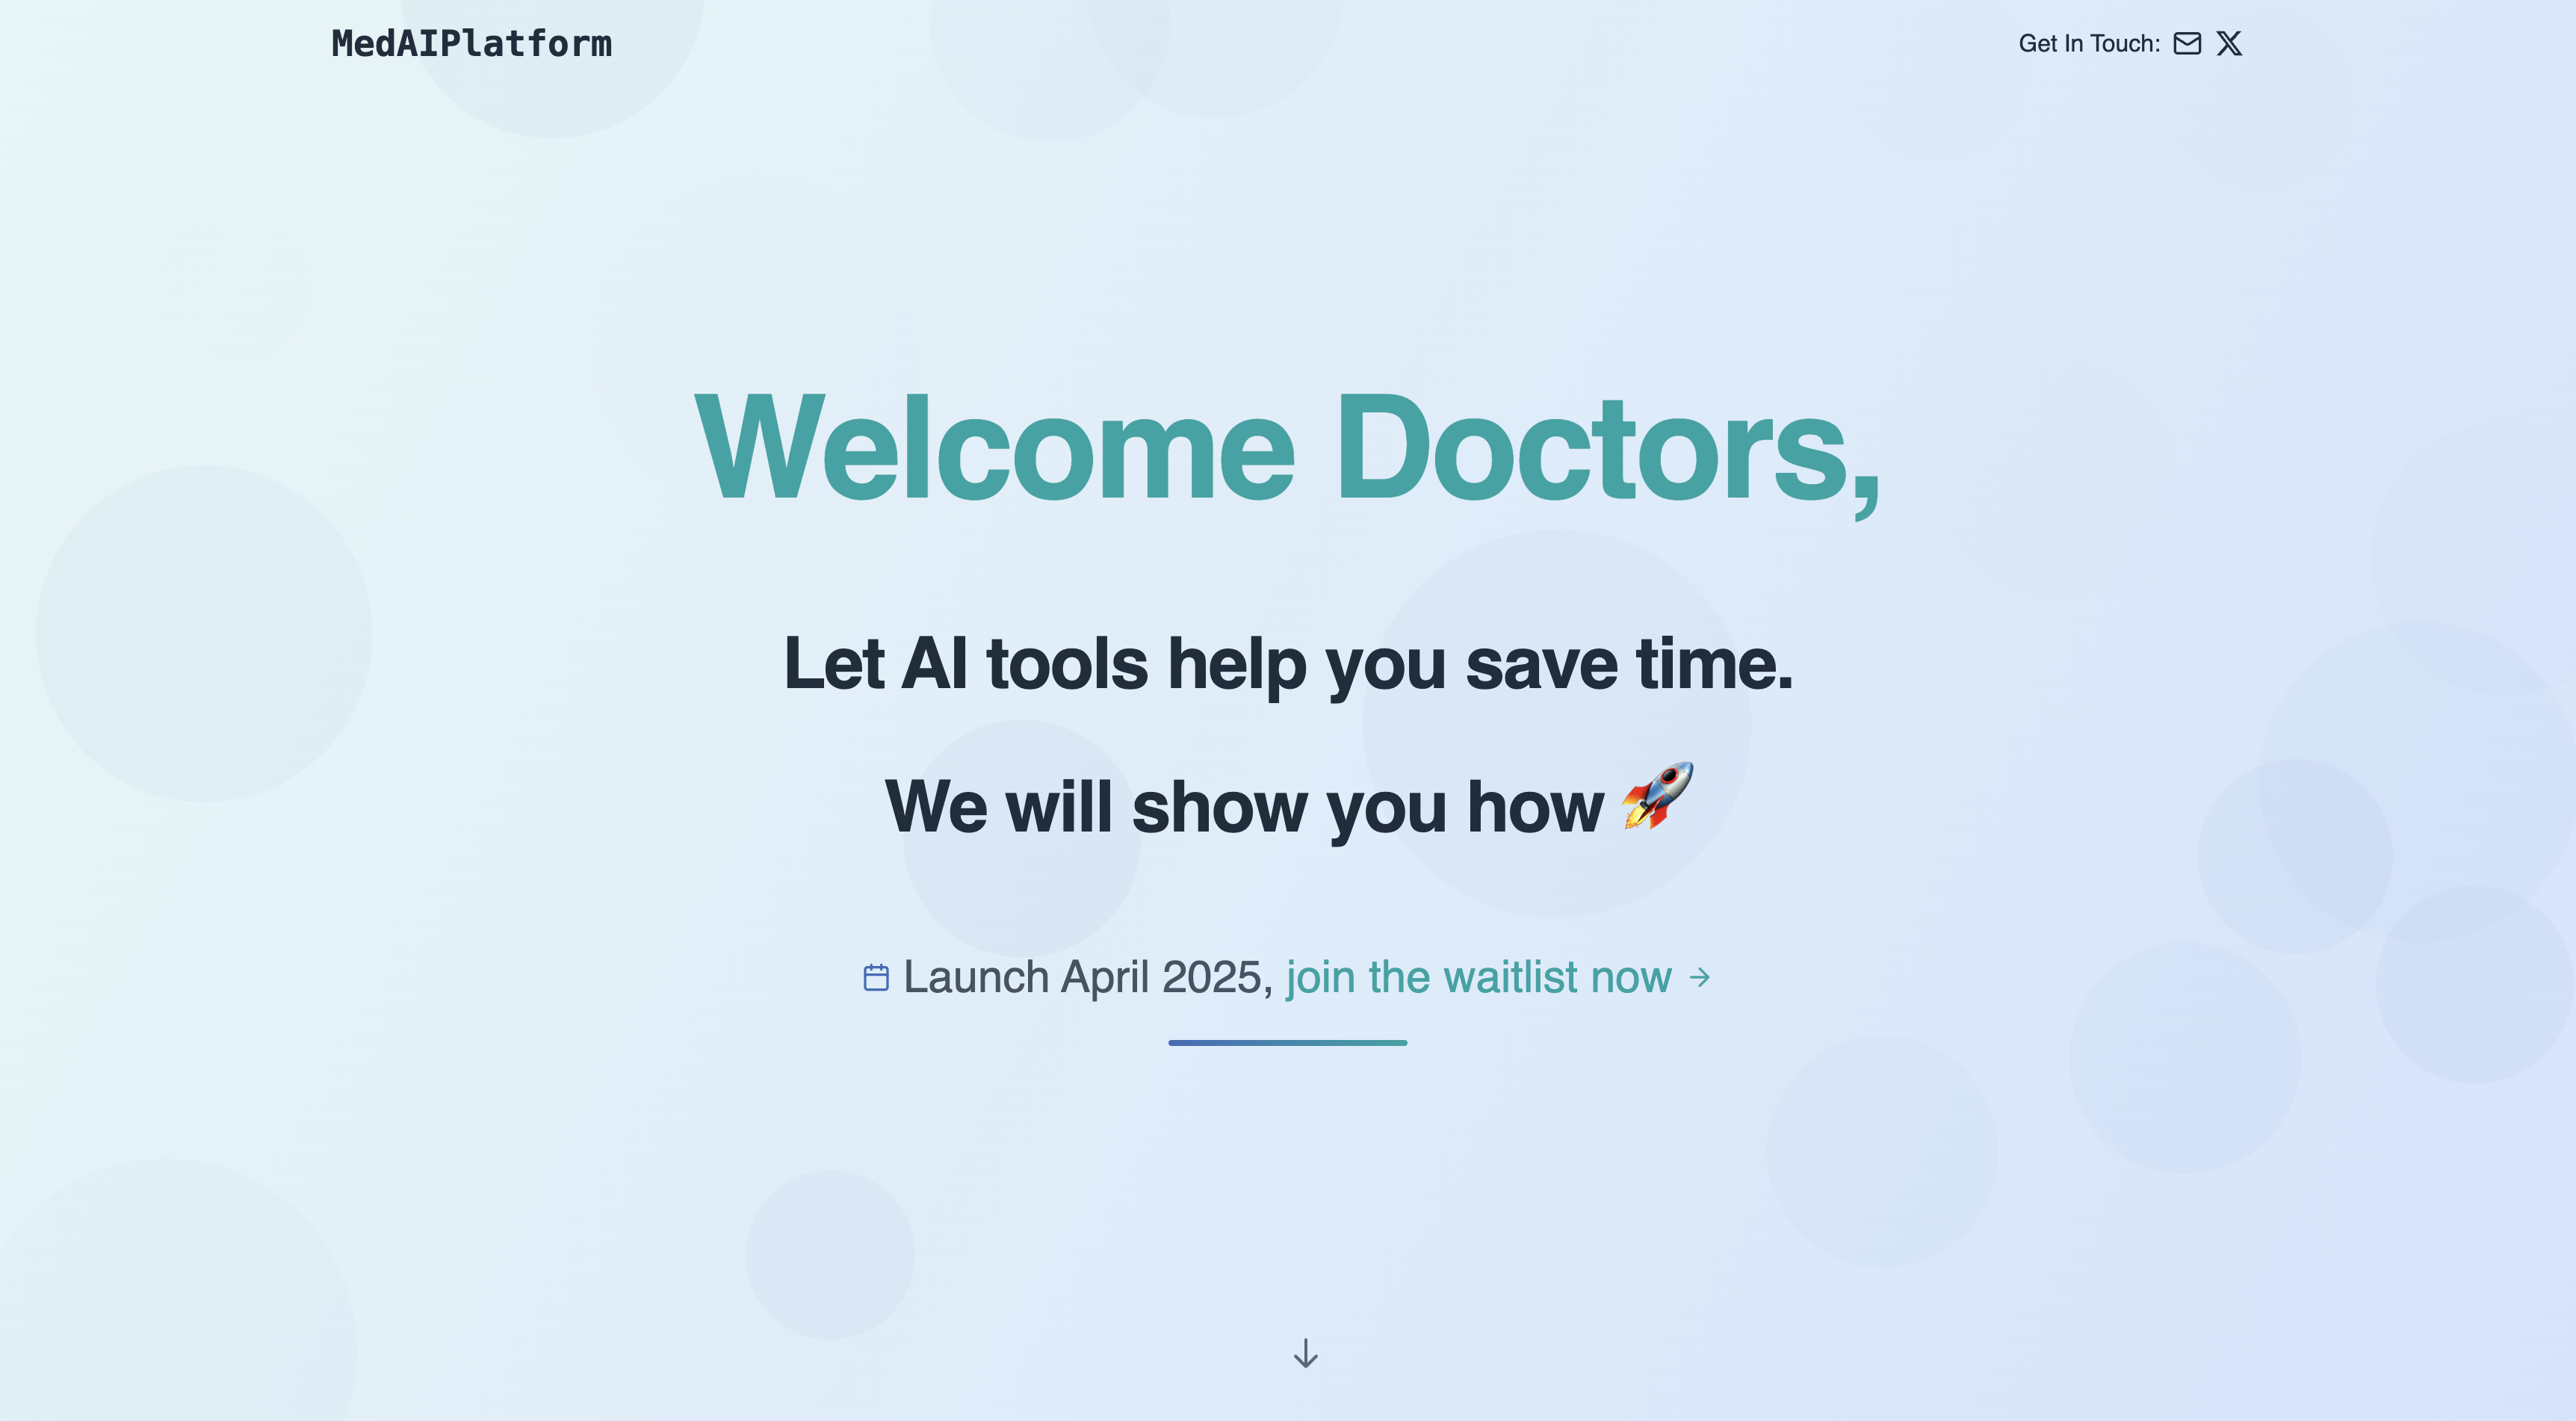 MedAIPlatform
Get In Touch:
Welcome Doctors,
Let AI tools help you save time.
We will show you how 🚀
Launch April 2025, join the waitlist now →